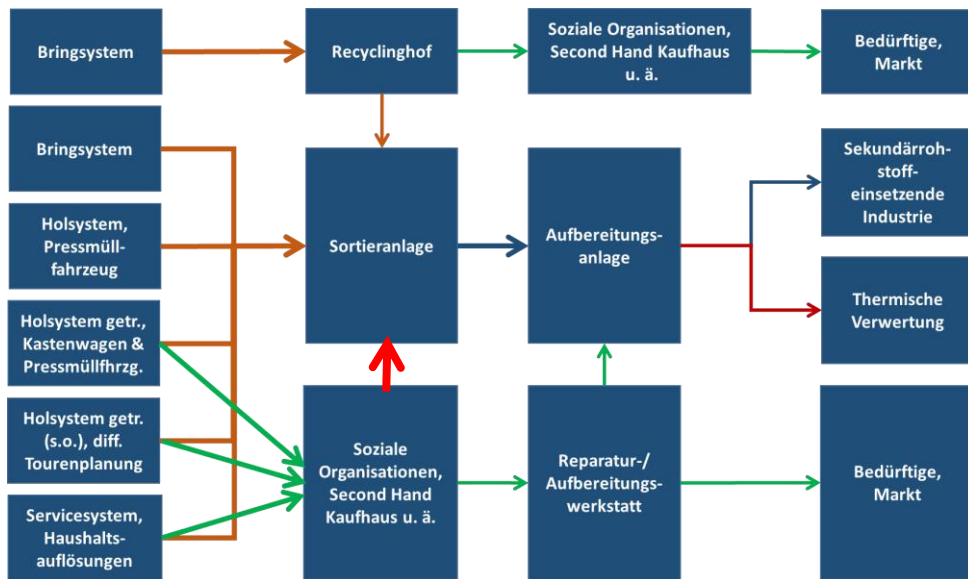 Bringsystem
Recyclinghof
Soziale Organisationen,
Second Hand Kaufhaus
u. ä.
Bedürftige,
Markt
Bringsystem
Holsystem,
Pressmüll-
fahrzeug
Sortieranlage
Aufbereitungs-
anlage
Sekundärroh-
stoff-
einsetzende
Industrie
Thermische
Verwertung
Holsystem getr.,
Kastenwagen &
Pressmüllfhrzg.
Holsystem getr.
(s.o.), diff.
Tourenplanung
Servicesystem,
Haushalts-
auflösungen
Soziale
Organisationen,
Second Hand
Kaufhaus u. ä.
Reparatur-/
Aufbereitungs-
werkstatt
Bedürftige,
Markt